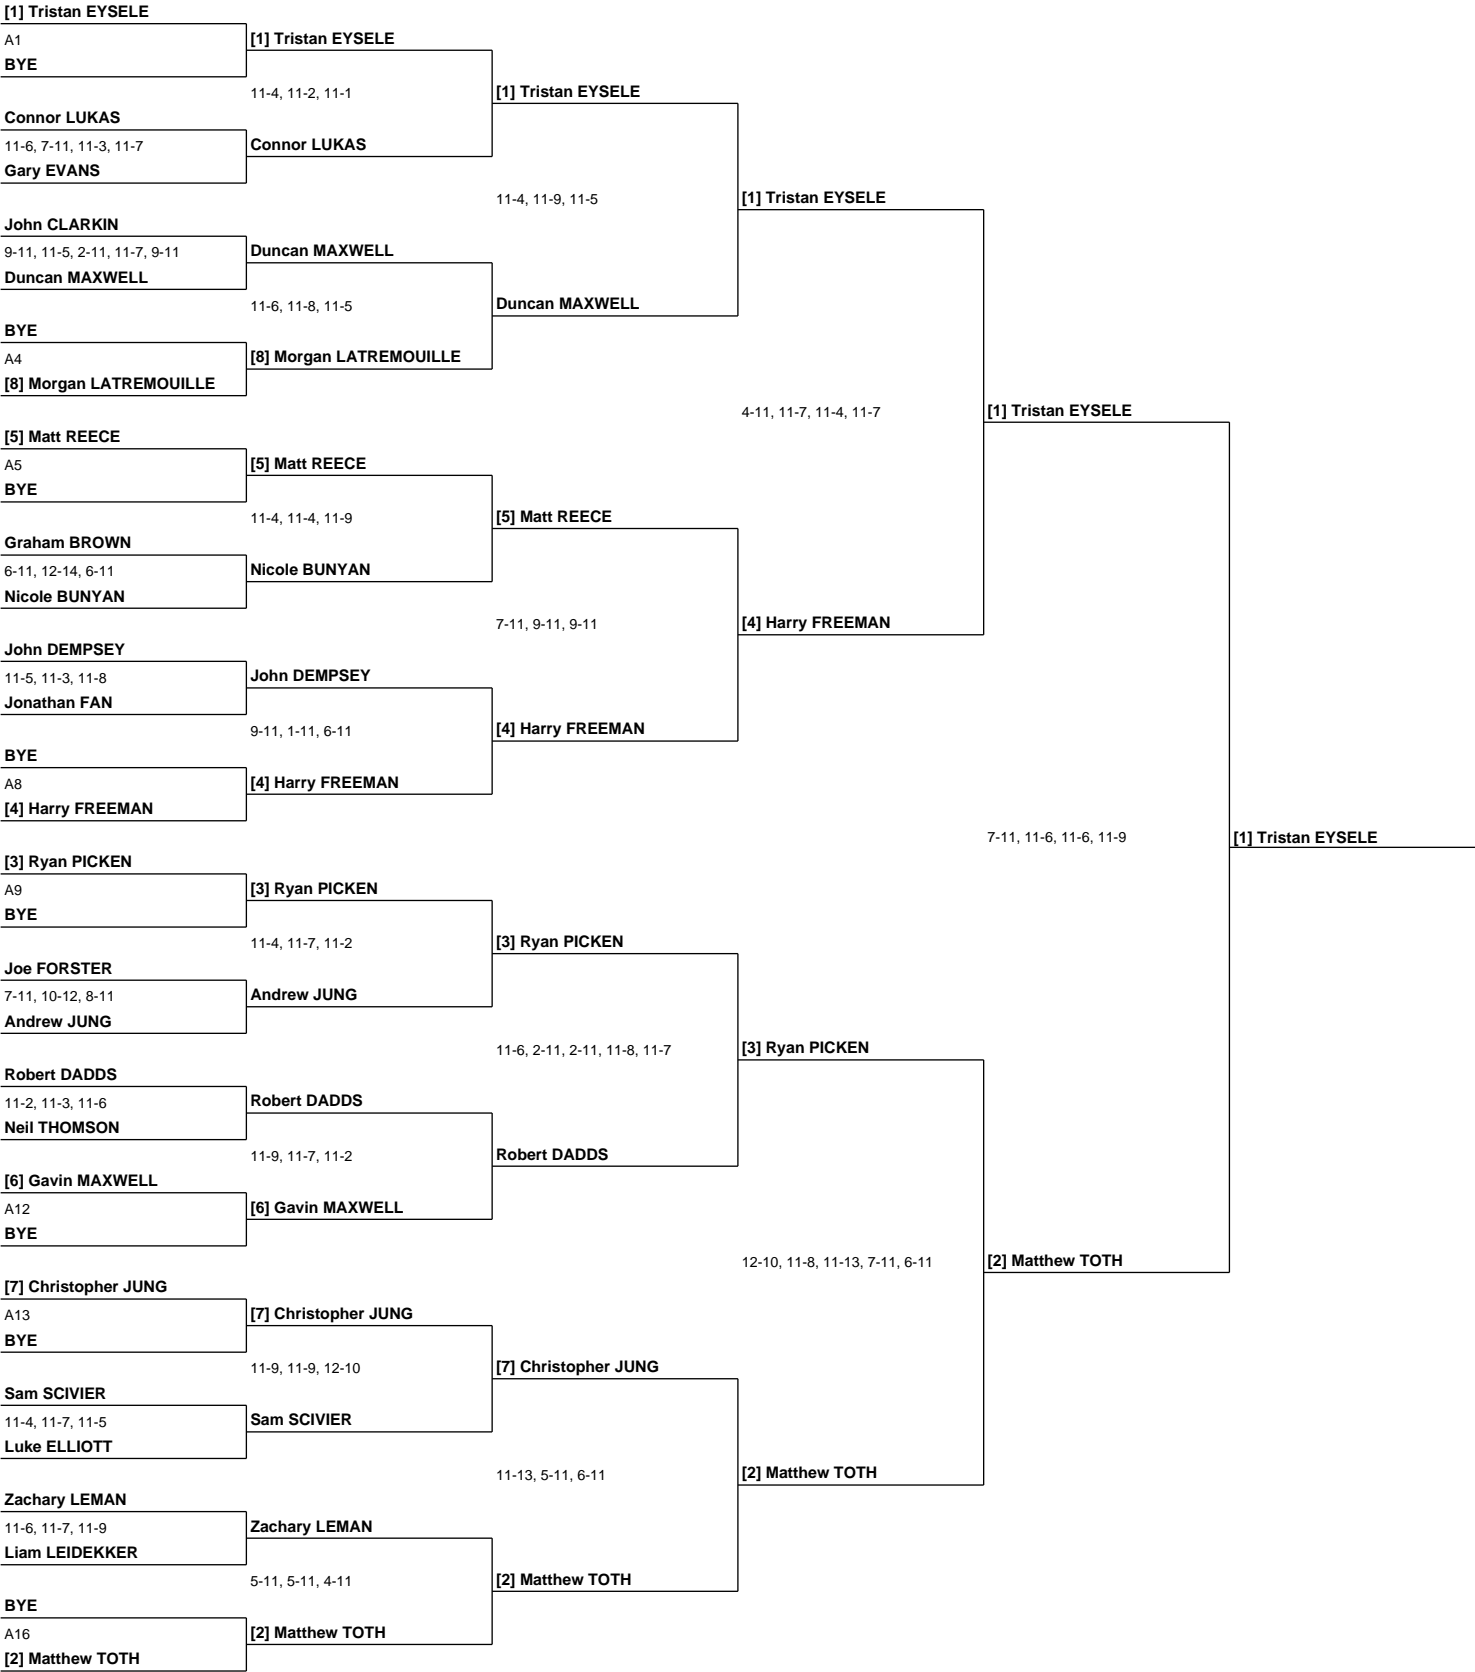 [1] Tristan EYSELE
A1
BYE
[1] Tristan EYSELE
11-4, 11-2, 11-1
[1] Tristan EYSELE
Connor LUKAS
11-6, 7-11, 11-3, 11-7
Gary EVANS
Connor LUKAS
11-4, 11-9, 11-5
[1] Tristan EYSELE
John CLARKIN
9-11, 11-5, 2-11, 11-7, 9-11
Duncan MAXWELL
Duncan MAXWELL
11-6, 11-8, 11-5
Duncan MAXWELL
BYE
A4
[8] Morgan LATREMOUILLE
[8] Morgan LATREMOUILLE
4-11, 11-7, 11-4, 11-7
[1] Tristan EYSELE
[5] Matt REECE
A5
BYE
[5] Matt REECE
11-4, 11-4, 11-9
[5] Matt REECE
Graham BROWN
6-11, 12-14, 6-11
Nicole BUNYAN
Nicole BUNYAN
7-11, 9-11, 9-11
[4] Harry FREEMAN
John DEMPSEY
11-5, 11-3, 11-8
Jonathan FAN
John DEMPSEY
9-11, 1-11, 6-11
[4] Harry FREEMAN
BYE
A8
[4] Harry FREEMAN
[4] Harry FREEMAN
7-11, 11-6, 11-6, 11-9
[1] Tristan EYSELE
[3] Ryan PICKEN
A9
BYE
[3] Ryan PICKEN
11-4, 11-7, 11-2
[3] Ryan PICKEN
Joe FORSTER
7-11, 10-12, 8-11
Andrew JUNG
Andrew JUNG
11-6, 2-11, 2-11, 11-8, 11-7
[3] Ryan PICKEN
Robert DADDS
11-2, 11-3, 11-6
Neil THOMSON
Robert DADDS
11-9, 11-7, 11-2
Robert DADDS
[6] Gavin MAXWELL
A12
BYE
[6] Gavin MAXWELL
12-10, 11-8, 11-13, 7-11, 6-11
[2] Matthew TOTH
[7] Christopher JUNG
A13
BYE
[7] Christopher JUNG
11-9, 11-9, 12-10
[7] Christopher JUNG
Sam SCIVIER
11-4, 11-7, 11-5
Luke ELLIOTT
Sam SCIVIER
11-13, 5-11, 6-11
[2] Matthew TOTH
Zachary LEMAN
11-6, 11-7, 11-9
Liam LEIDEKKER
Zachary LEMAN
5-11, 5-11, 4-11
[2] Matthew TOTH
BYE
A16
[2] Matthew TOTH
[2] Matthew TOTH